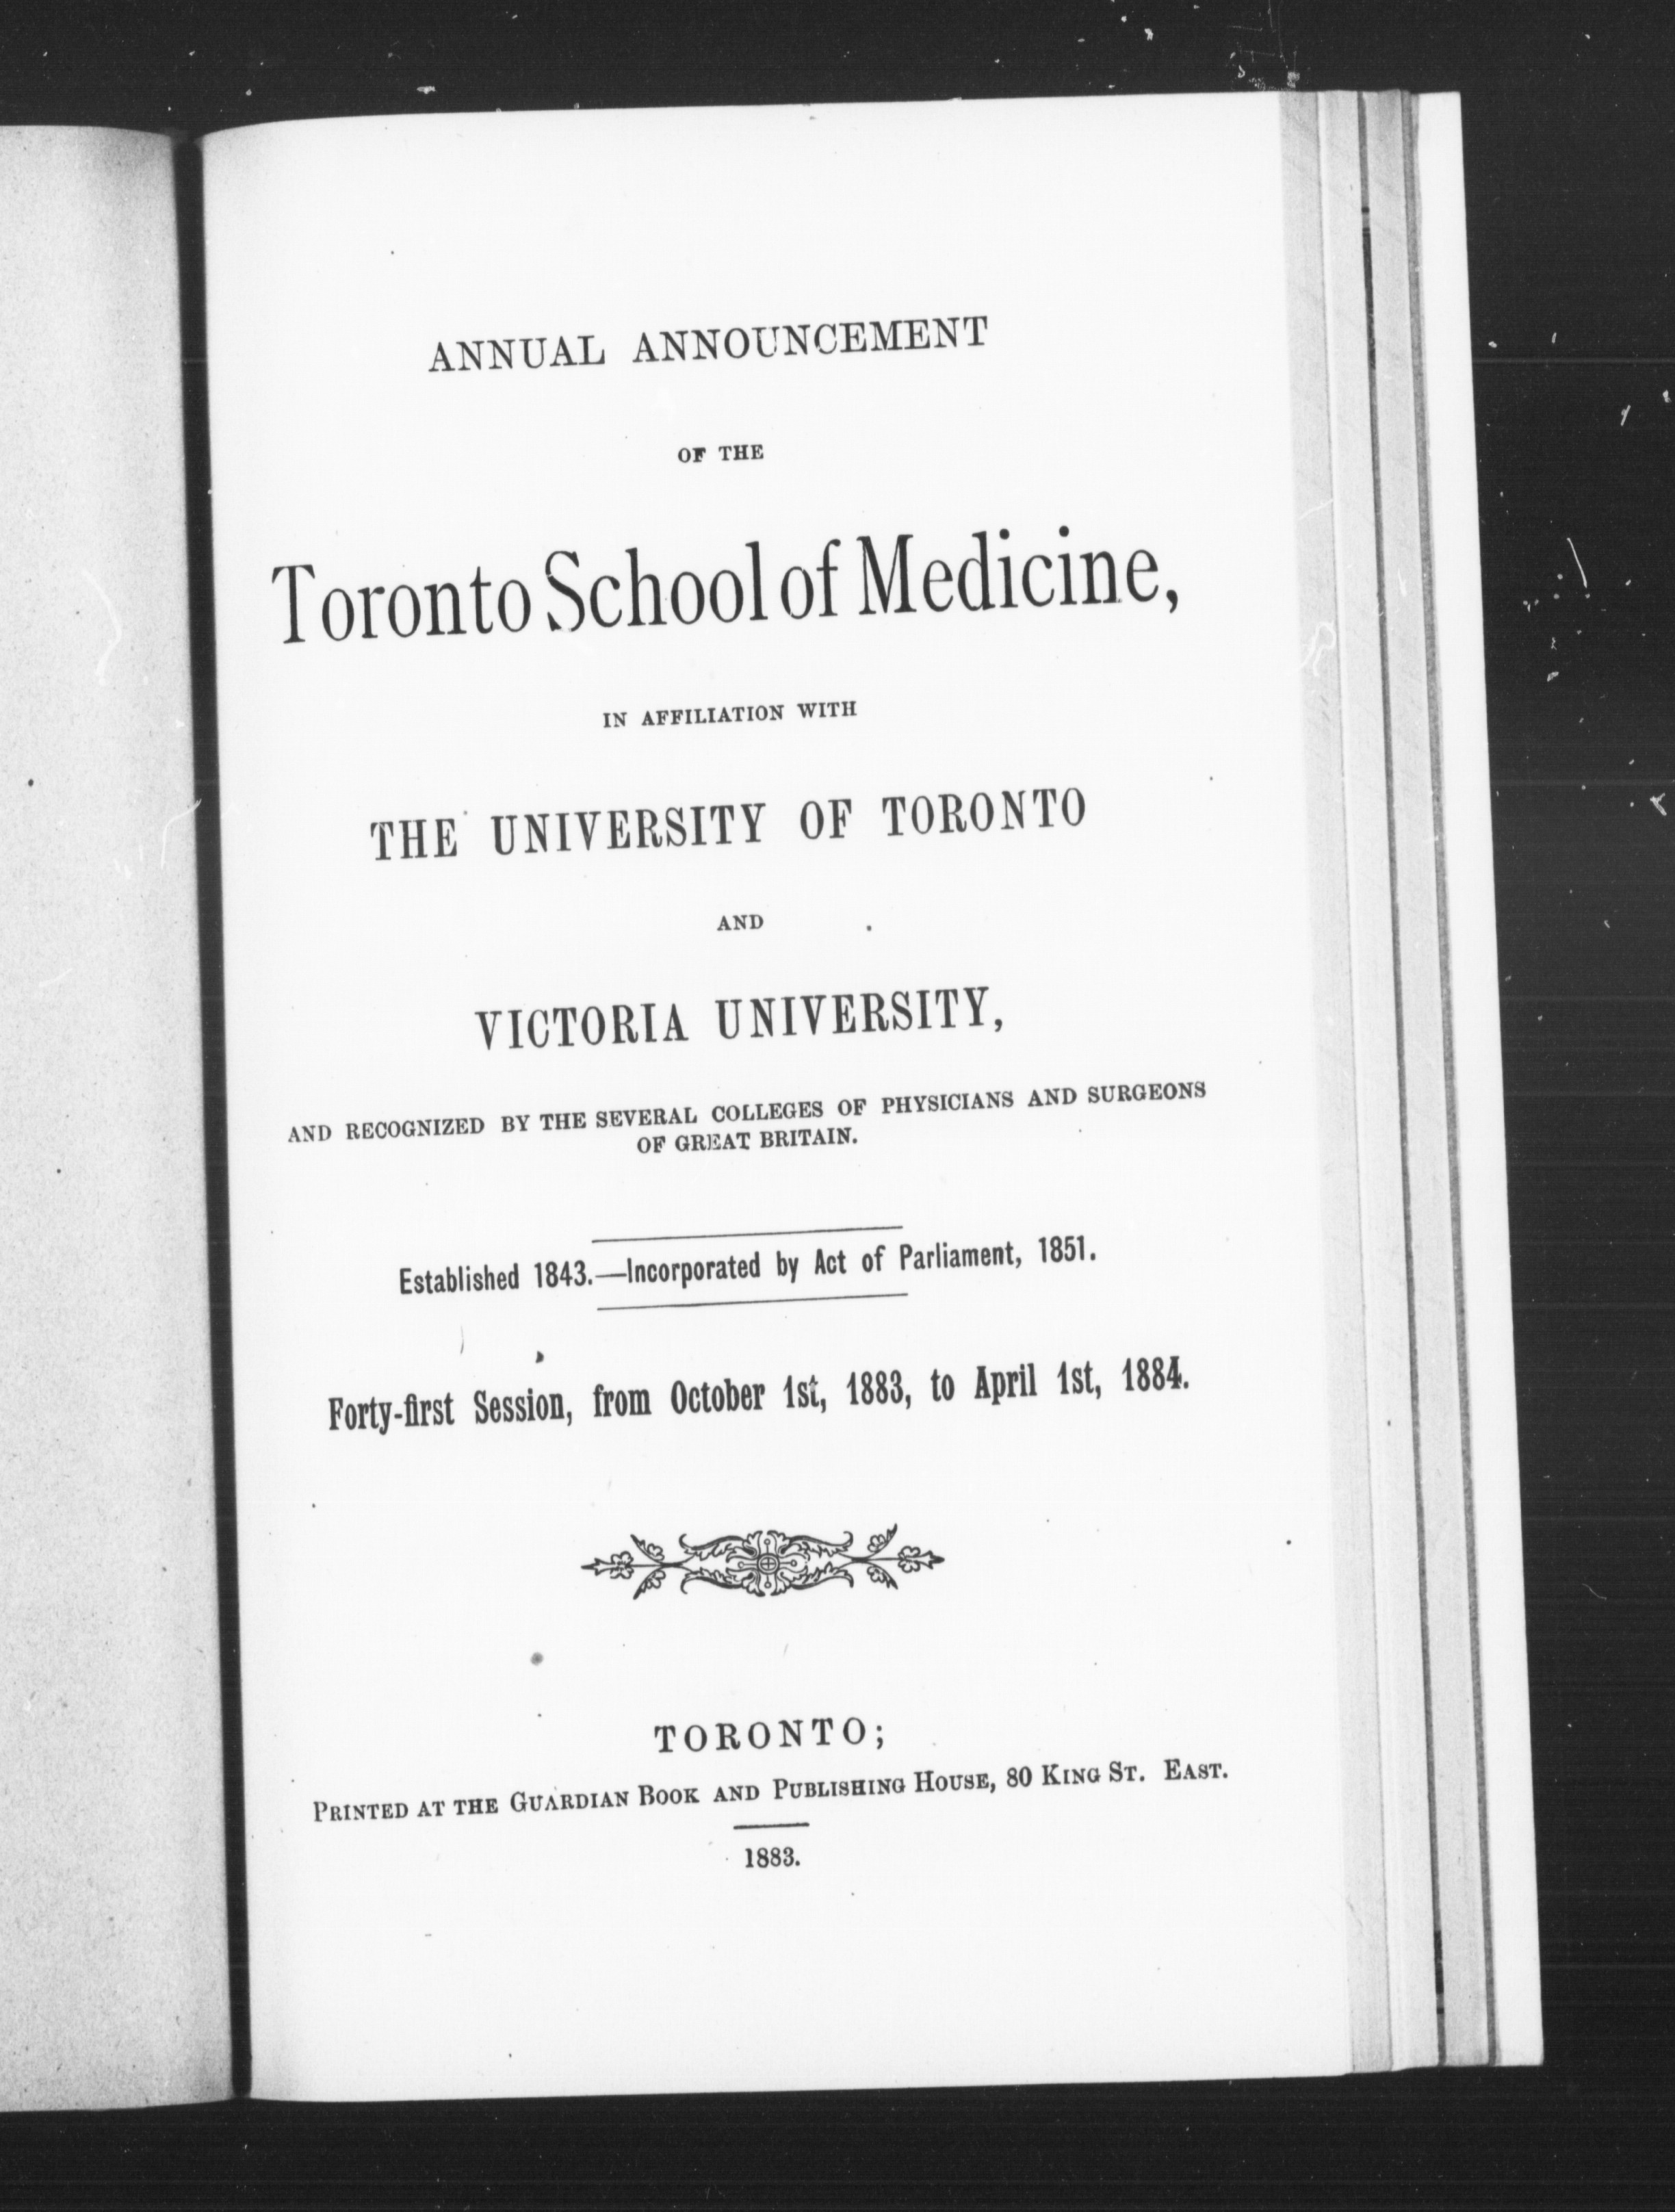 ANNUAL ANNOUNCEMENT
OF THE
Toronto School of Medicine,
IN AFFILIATION WITH
THE UNIVERSITY OF TORONTO
AND
VICTORIA UNIVERSITY,
AND RECOGNIZED BY THE SEVERAL COLLEGES OF PHYSICIANS AND SURGEONS
OF GREAT BRITAIN.
Established 1843.—Incorporated by Act of Parliament, 1851.
Forty-first Session, from October 1st, 1883, to April 1st, 1884.
TORONTO;
PRINTED AT THE GUARDIAN BOOK AND PUBLISHING HOUSE, 80 KING ST. EAST.
1883.